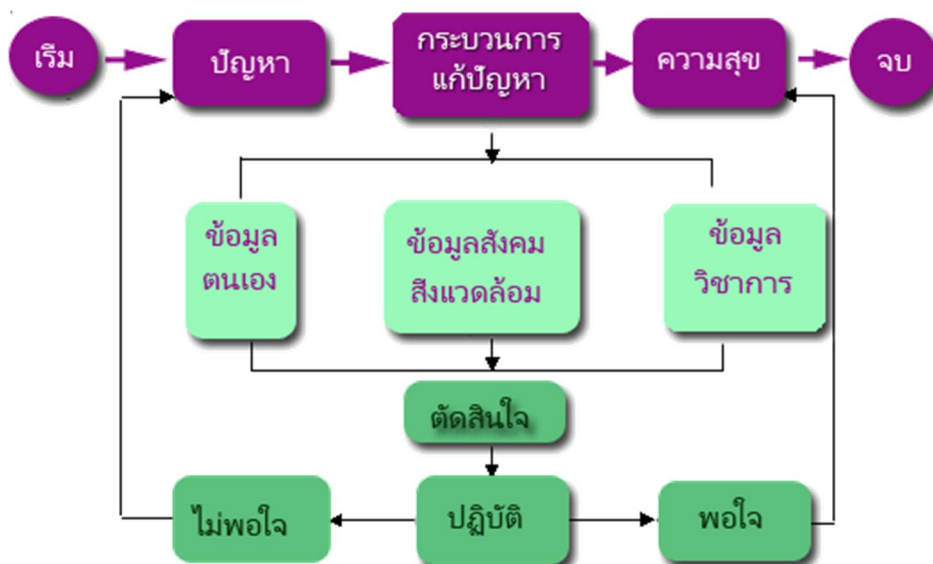 เริ่ม
ปัญหา
กระบวนการ
แก้ปัญหา
ความสุข
จบ
ข้อมูล
ตนเอง
ข้อมูลสังคม
สิงแวดล้อม
ข้อมูล
วิชาการ
ตัดสินใจ
ไม่พอใจ
ปฏิบัติ
พอใจ